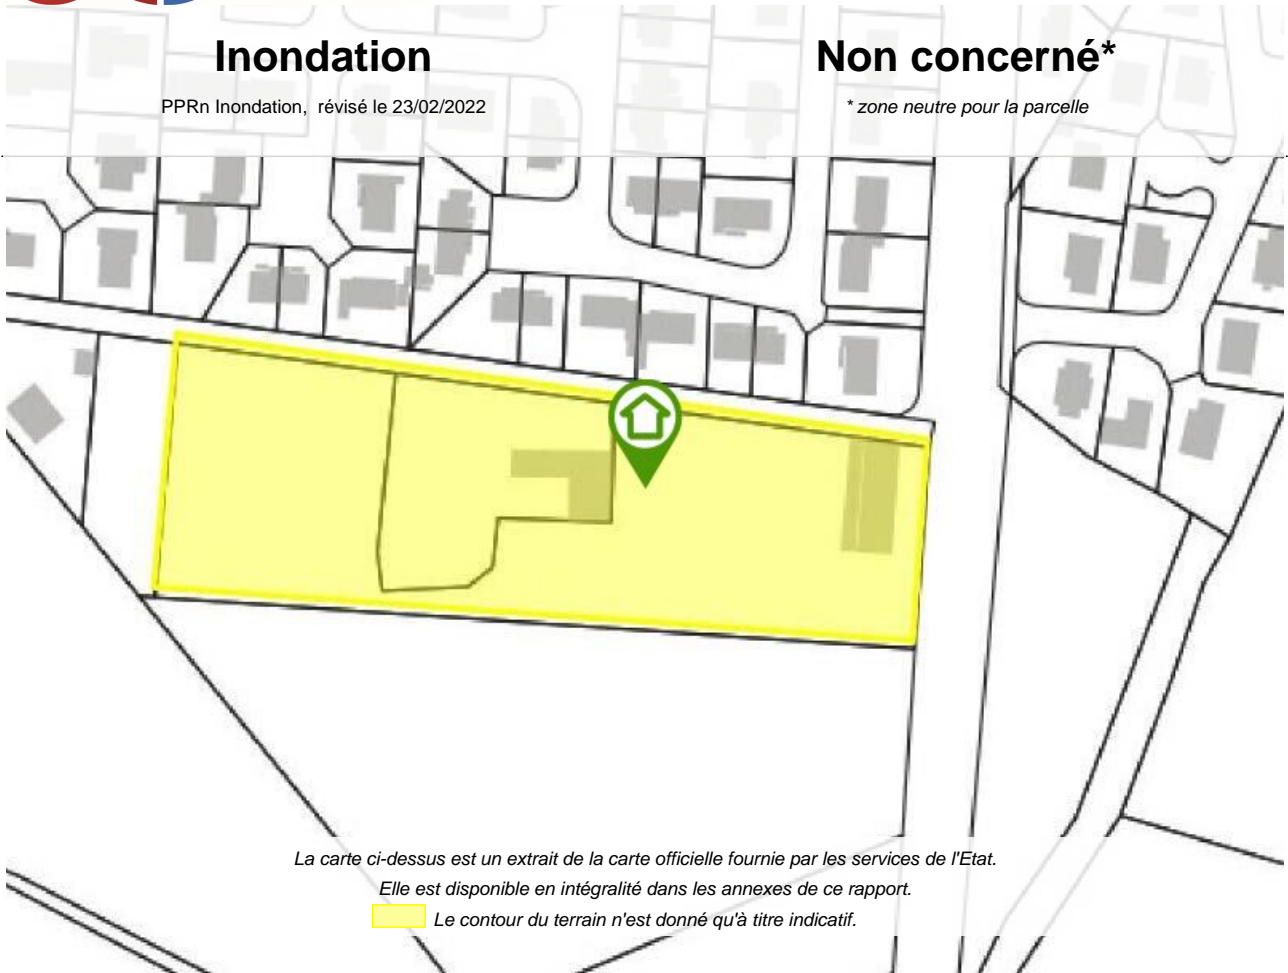 Inondation
PPRn Inondation, révisé le 23/02/2022
Non concerné*
* zone neutre pour la parcelle
La carte ci-dessus est un extrait de la carte officielle fournie par les services de l'Etat.
Elle est disponible en intégralité dans les annexes de ce rapport.
Le contour du terrain n'est donné qu'à titre indicatif.